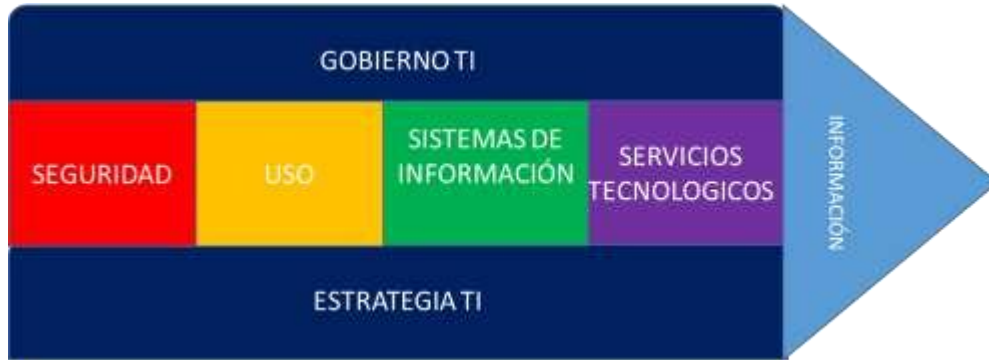 GOBIERNO TI
SEGURIDAD
USO
SISTEMAS DE
INFORMACIÓN
SERVICIOS
TECNOLOGICOS
ESTRATEGIA TI
INFORMACIÓN